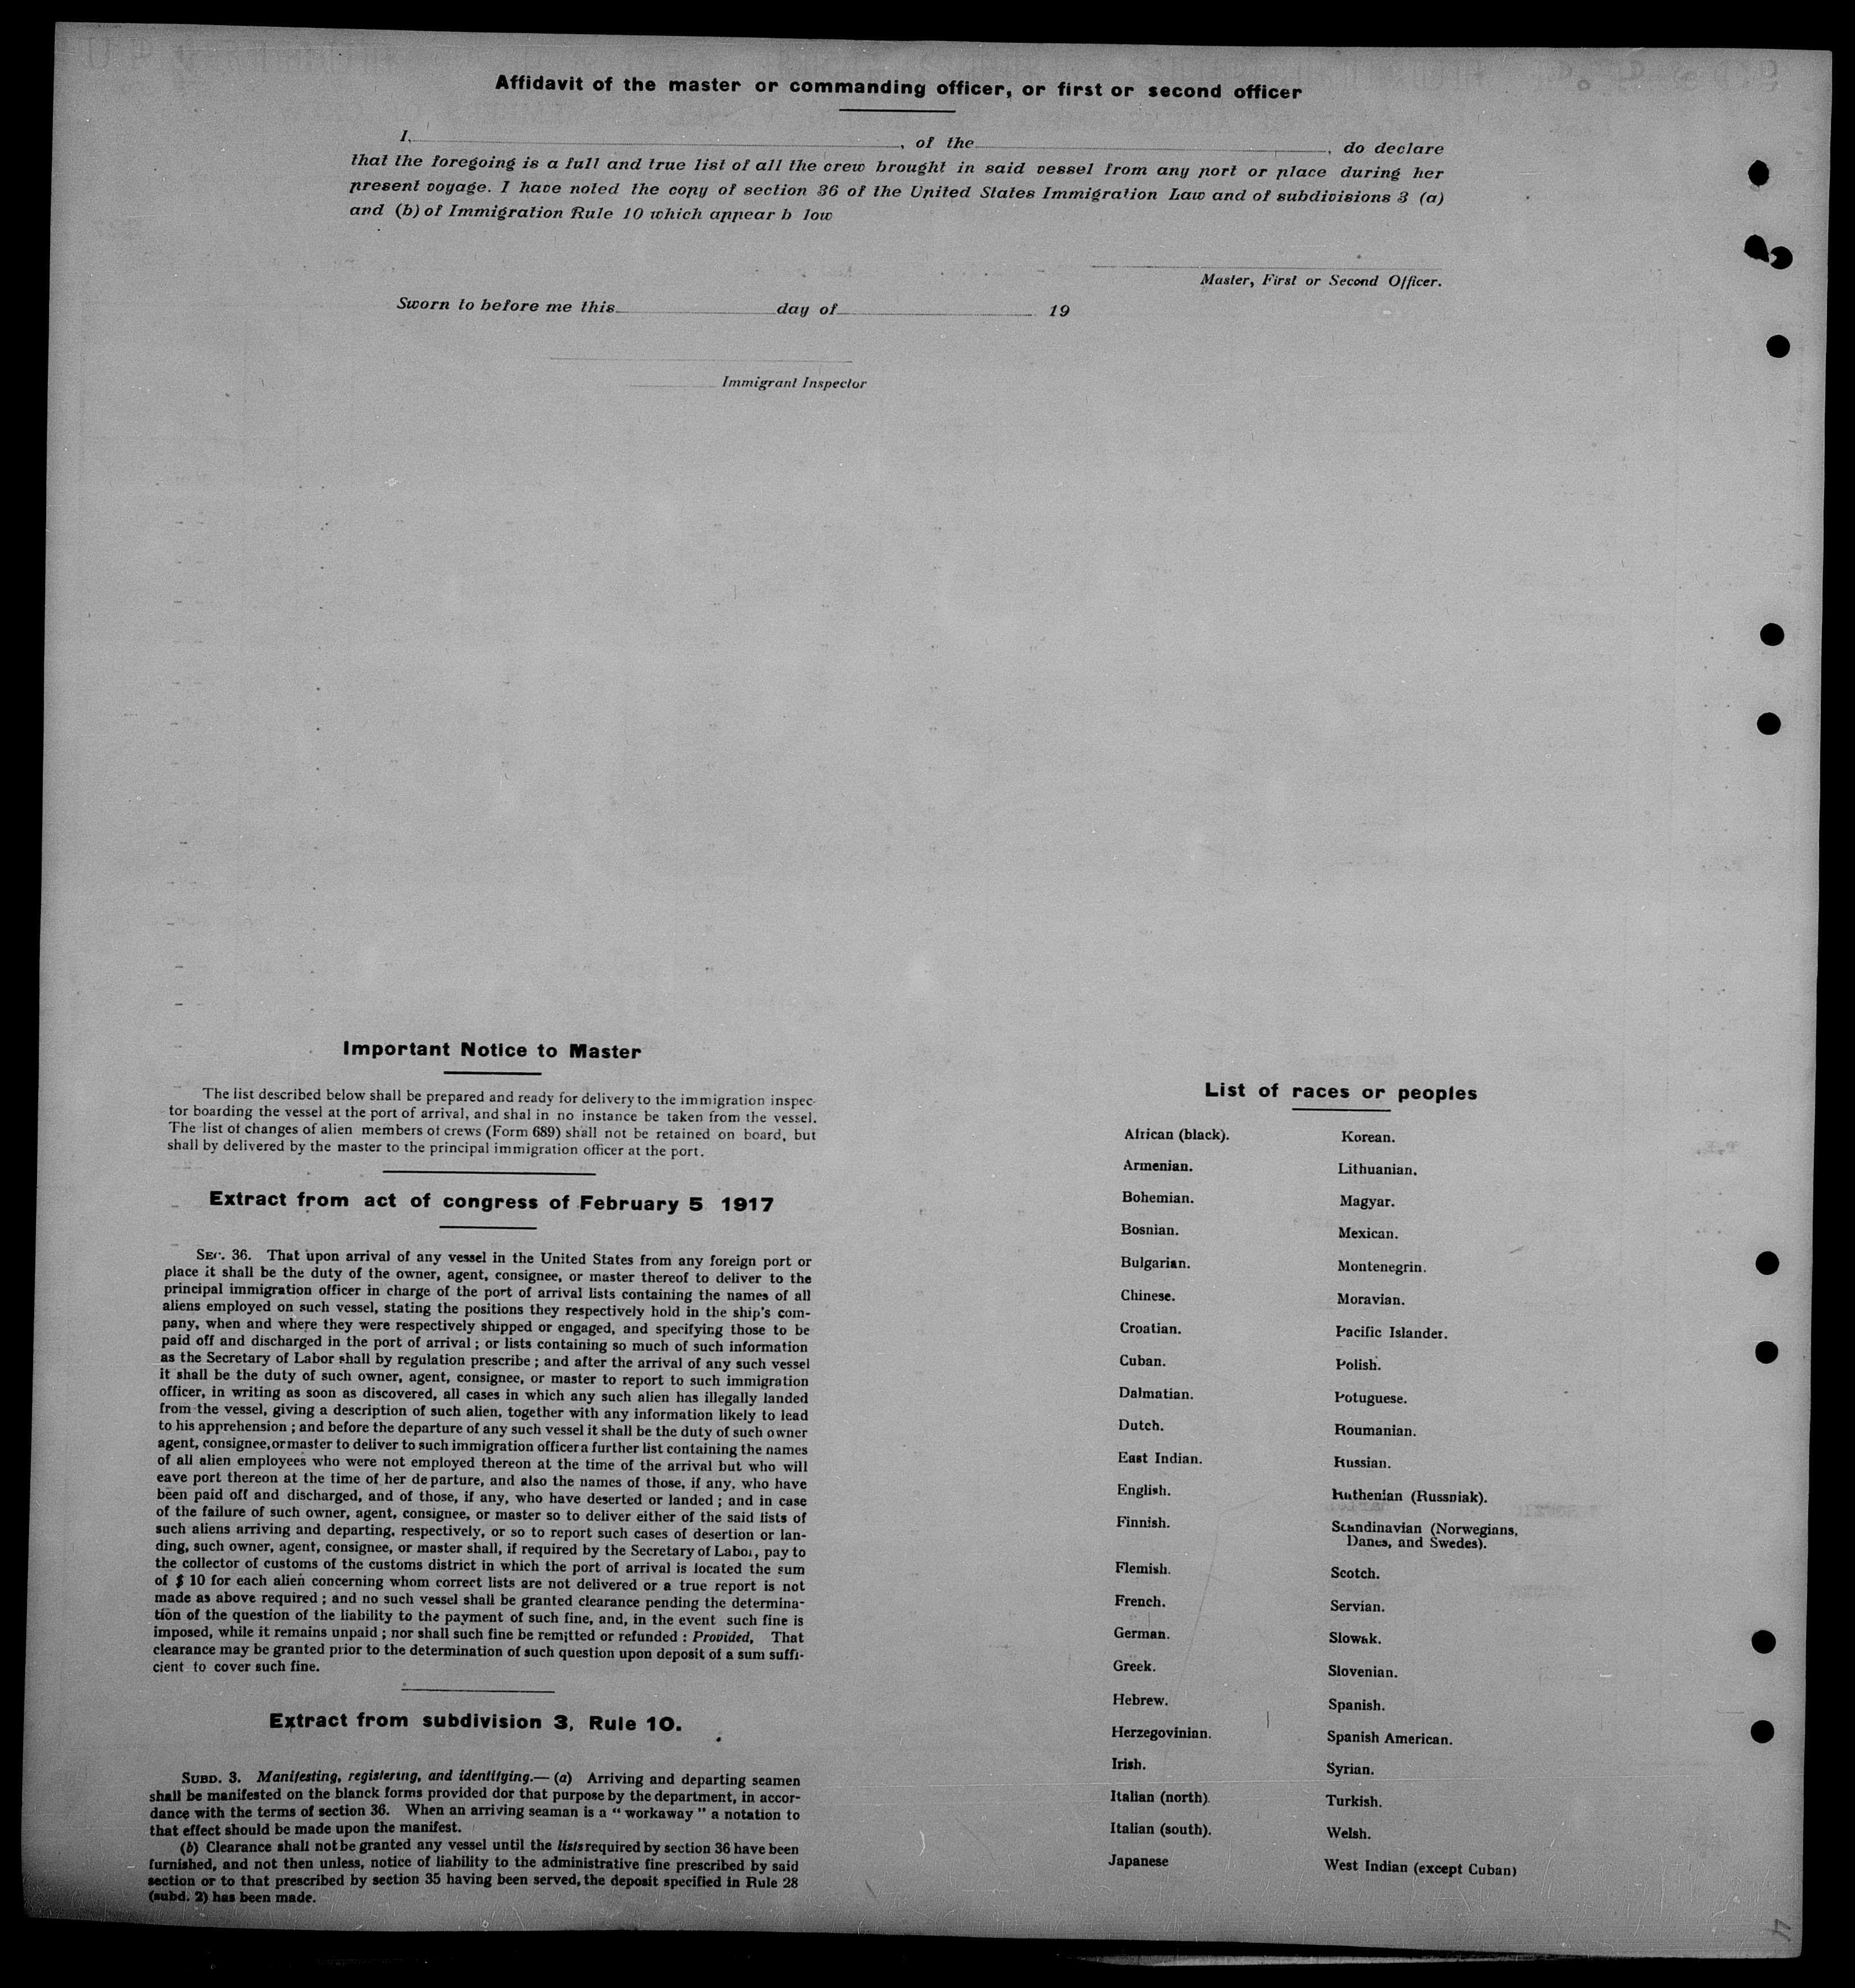 Affidavit of the master or commanding officer, or first or second officer
I, , of the , do declare
that the foregoing is a full and true list of all the crew brought in said vessel from any port or place during her
present voyage. I have noted the copy of section 36 of the United States Immigration Law and of subdivisions 3 (a)
and (b) of Immigration Rule 10 which appear b low
Master, First or Second Officer.
Sworn to before me this day of 19
Immigrant Inspector
Important Notice to Master
The list described below shall be prepared and ready for delivery to the immigration inspec-
tor boarding the vessel at the port of arrival, and shal in no instance be taken from the vessel.
The list of changes of alien members of crews (Form 689) shall not be retained on board, but
shall by delivered by the master to the principal immigration officer at the port.
Extract from act of congress of February 5 1917
SEC. 36. That upon arrival of any vessel in the United States from any foreign port or
place it shall be the duty of the owner, agent, consignee, or master thereof to deliver to the
principal immigration officer in charge of the port of arrival lists containing the names of all
aliens employed on such vessel, stating the positions they respectively hold in the ship's com-
pany, when and where they were respectively shipped or engaged, and specifying those to be
paid off and discharged in the port of arrival ; or lists containing so much of such information
as the Secretary of Labor shall by regulation prescribe ; and after the arrival of any such vessel
it shall be the duty of such owner, agent, consignee, or master to report to such immigration
officer, in writing as soon as discovered, all cases in which any such alien has illegally landed
from the vessel, giving a description of such alien, together with any information likely to lead
to his apprehension ; and before the departure of any such vessel it shall be the duty of such owner
agent, consignee, or master to deliver to such immigration officer a further list containing the names
of all alien employees who were not employed thereon at the time of the arrival but who will
eave port thereon at the time of her departure, and also the names of those, if any, who have
been paid off and discharged, and of those, if any, who have deserted or landed ; and in case
of the failure of such owner, agent, consignee, or master so to deliver either of the said lists of
such aliens arriving and departing, respectively, or so to report such cases of desertion or lan-
ding, such owner, agent, consignee, or master shall, if required by the Secretary of Labor, pay to
the collector of customs of the customs district in which the port of arrival is located the sum
of $ 10 for each alien concerning whom correct lists are not delivered or a true report is not
made as above required ; and no such vessel shall be granted clearance pending the determina-
tion of the question of the liability to the payment of such fine, and, in the event such fine is
imposed, while it remains unpaid ; nor shall such fine be remitted or refunded : Provided, That
clearance may be granted prior to the determination of such question upon deposit of a sum suffi-
cient to cover such fine.
Extract from subdivision 3, Rule 10.
SUBD. 3. Manifesting, registering, and identifying.— (a) Arriving and departing seamen
shall be manifested on the blanck forms provided dor that purpose by the department, in accor-
dance with the terms of section 36. When an arriving seaman is a "workaway" a notation to
that effect should be made upon the manifest.
(b) Clearance shall not be granted any vessel until the lists required by section 36 have been
furnished, and not then unless, notice of liability to the administrative fine prescribed by said
section or to that prescribed by section 35 having been served, the deposit specified in Rule 28
(subd. 2) has been made.
List of races or peoples
African (black).
Armenian.
Bohemian.
Bosnian.
Bulgarian.
Chinese.
Croatian.
Cuban.
Dalmatian.
Dutch.
East Indian.
English.
Finnish.
Flemish.
French.
German.
Greek.
Hebrew.
Herzegovinian.
Irish.
Italian (north).
Italian (south).
Japanese
Korean.
Lithuanian.
Magyar.
Mexican.
Montenegrin.
Moravian.
Pacific Islander.
Polish.
Potuguese.
Roumanian.
Russian.
Ruthenian (Russniak).
Scandinavian (Norwegians,
Danes, and Swedes).
Scotch.
Servian.
Slowak.
Slovenian.
Spanish.
Spanish American.
Syrian.
Turkish.
Welsh.
West Indian (except Cuban)